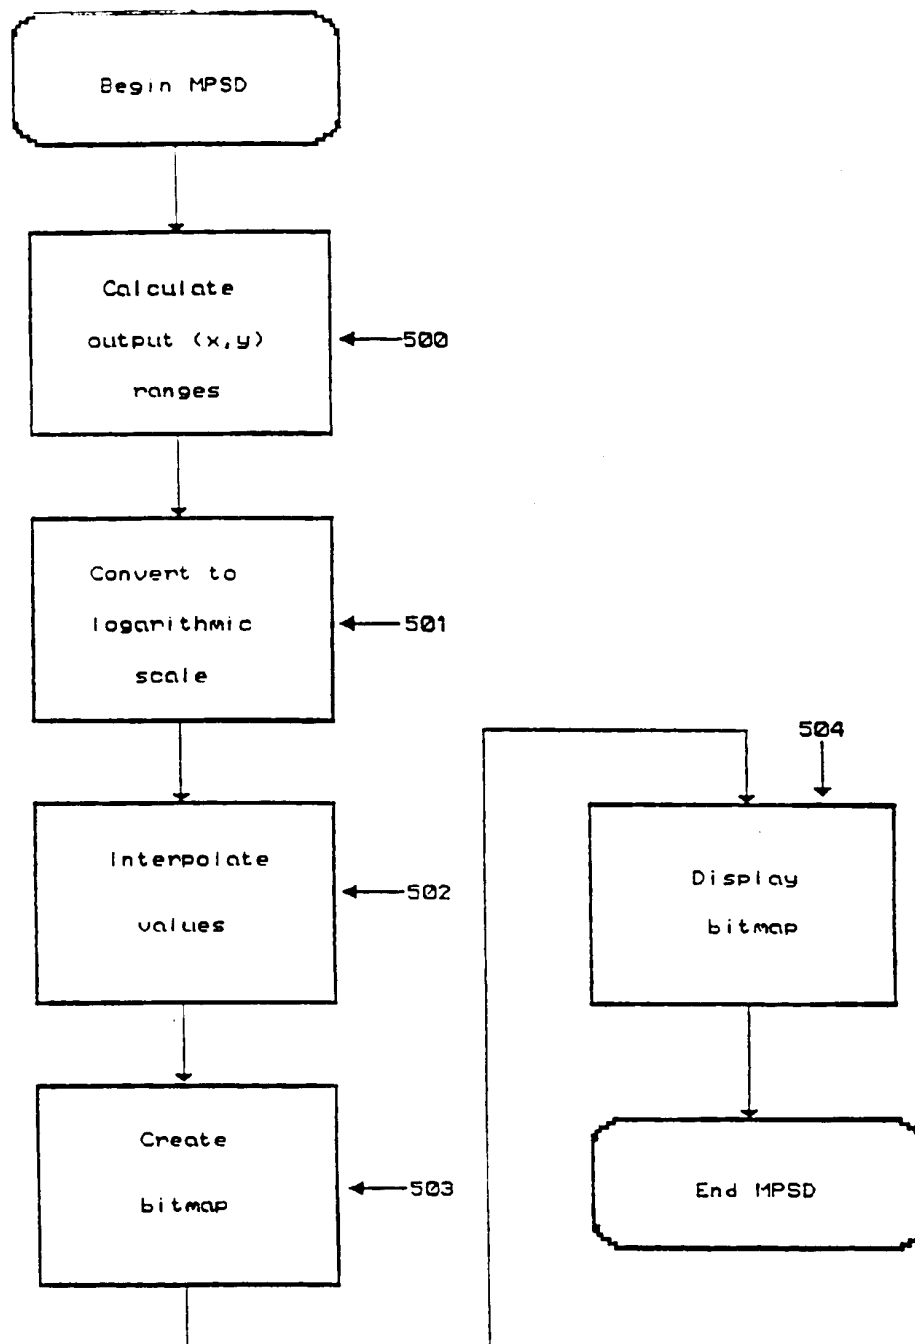 Begin MPSD
Calculate
output (x,y)
ranges
500
Convert to
logarithmic
scale
501
Interpolate
values
502
Create
bitmap
503
504
Display
bitmap
End MPSD